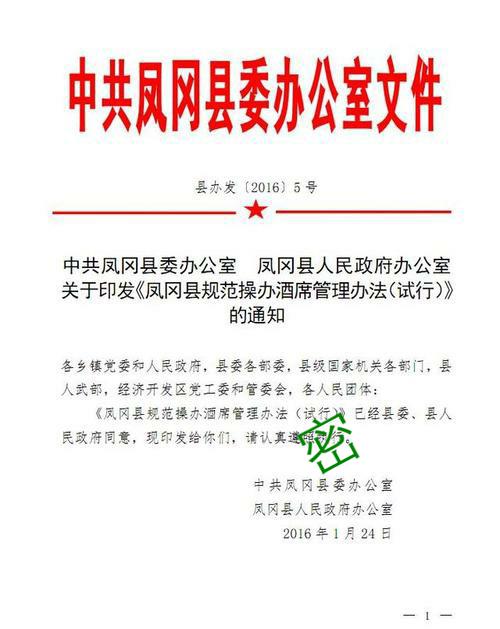 中共凤冈县委办公室文件
县办发〔2016〕5号
中共凤冈县委办公室　凤冈县人民政府办公室
关于印发《凤冈县规范操办酒席管理办法(试行)》
的通知
各乡镇党委和人民政府，县委各部委，县级国家机关各部门，县
人武部，经济开发区党工委和管委会，各人民团体：
《凤冈县规范操办酒席管理办法（试行）》已经县委、县人
民政府同意，现印发给你们，请认真遵照执行。
密
中共凤冈县委办公室
凤冈县人民政府办公室
2016年1月24日
— 1